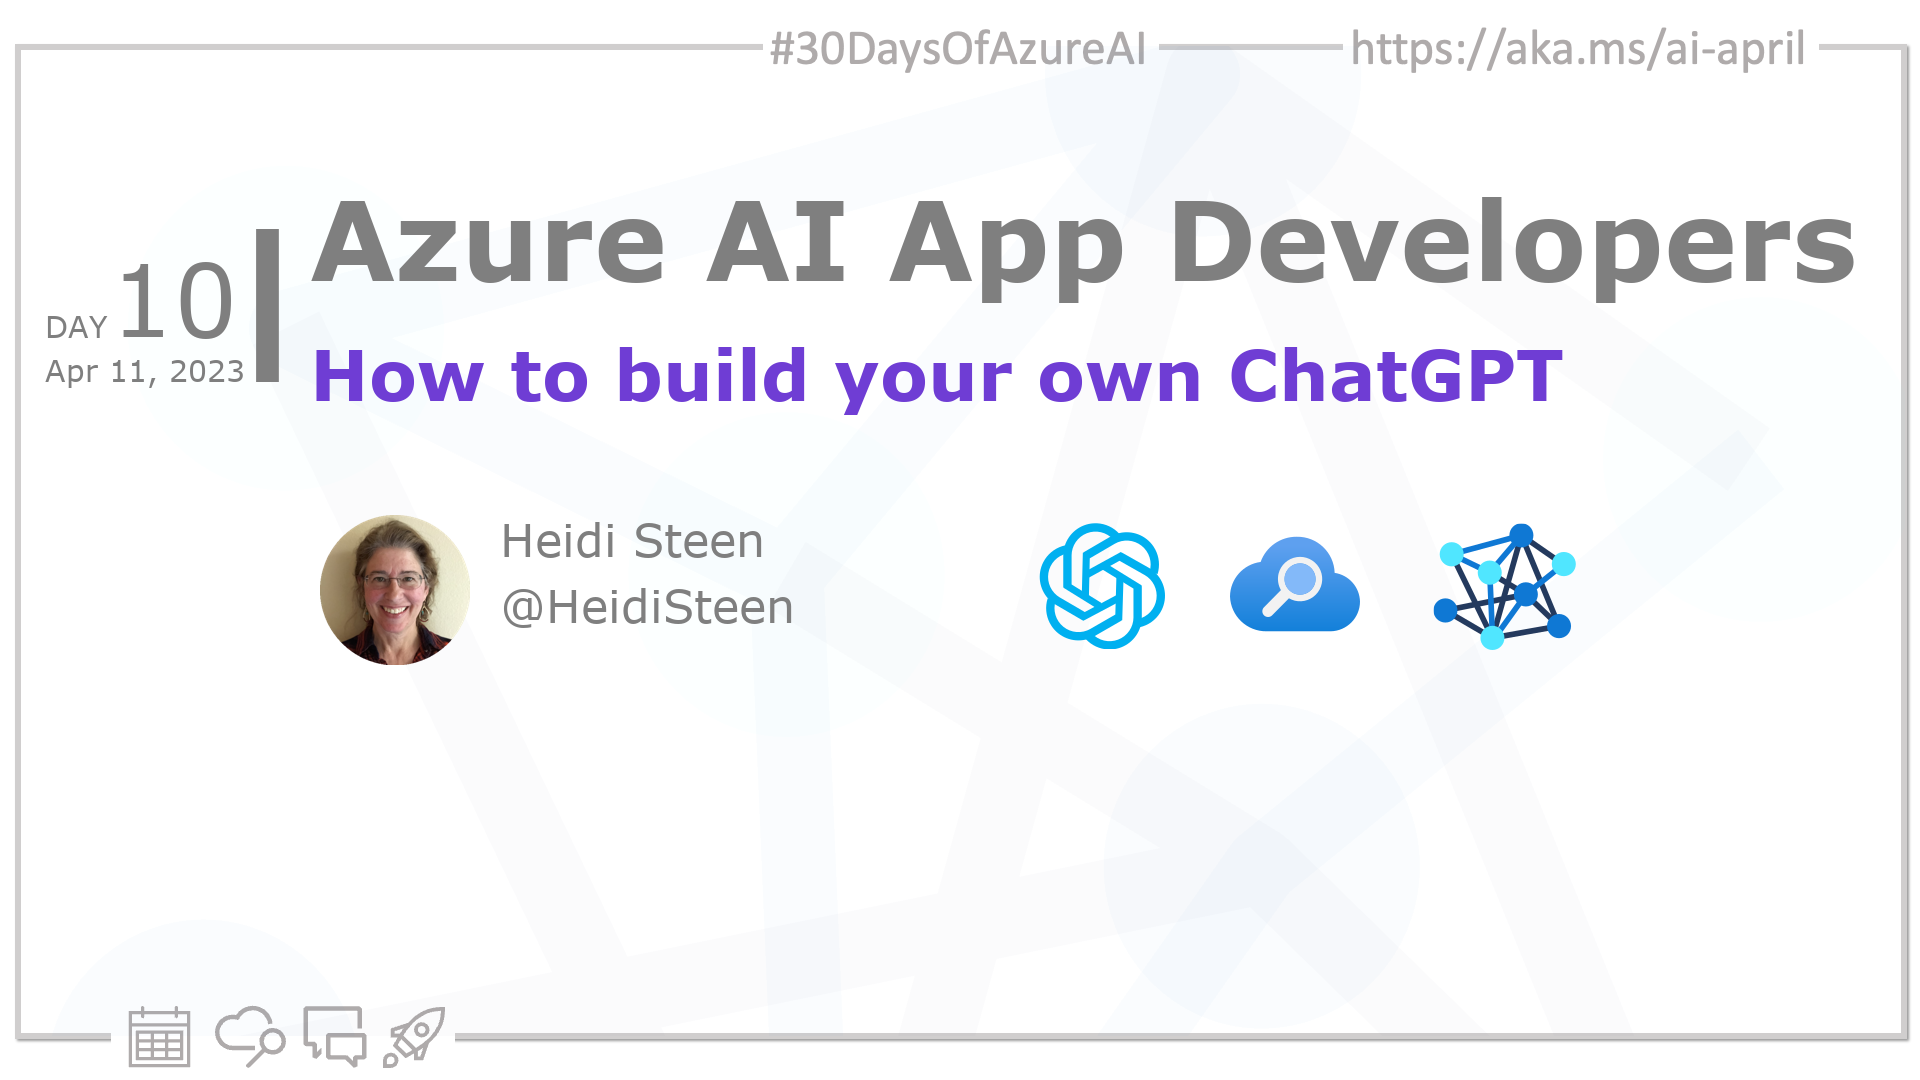 #30DaysOfAzureAI
https://aka.ms/ai-april
Azure AI App Developers
DAY 10
Apr 11, 2023
How to build your own ChatGPT
Heidi Steen
@HeidiSteen